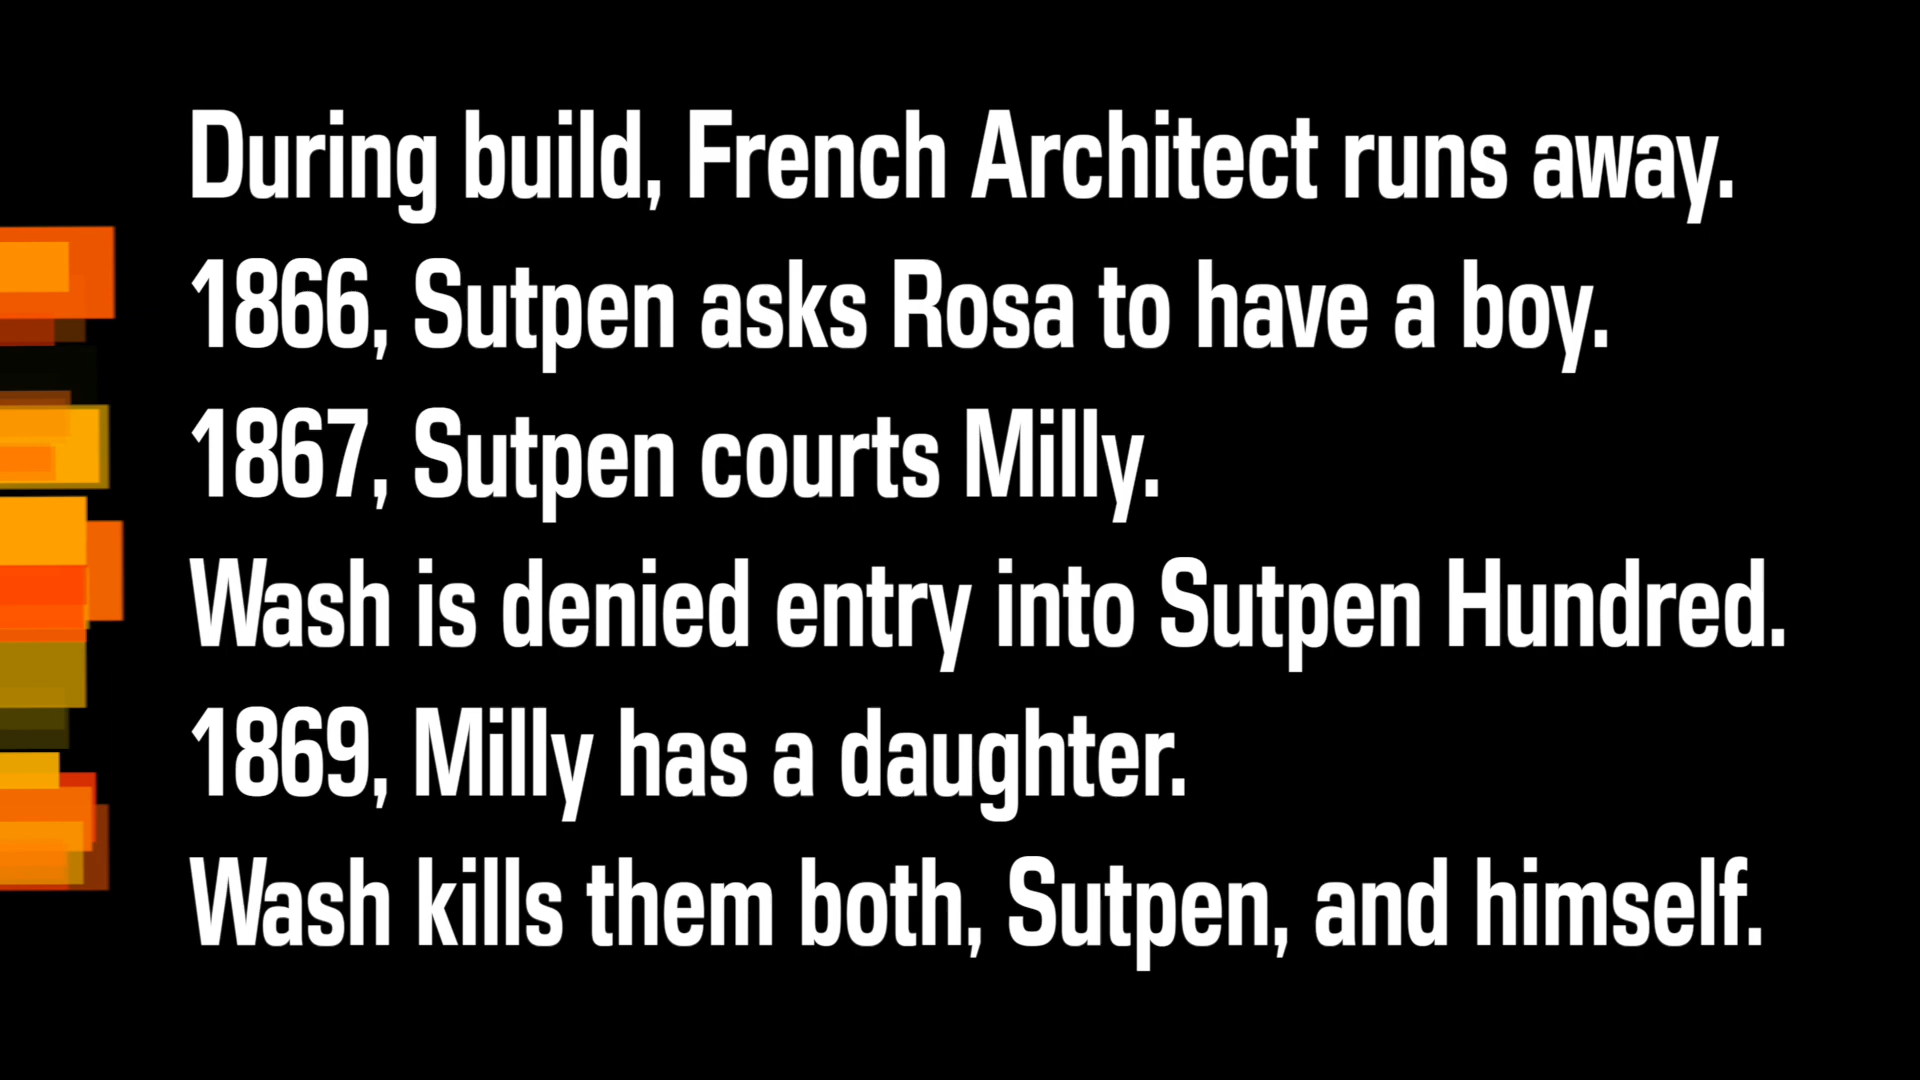 During build, French Architect runs away.
1866, Sutpen asks Rosa to have a boy.
1867, Sutpen courts Milly.
Wash is denied entry into Sutpen Hundred.
1869, Milly has a daughter.
Wash kills them both, Sutpen, and himself.